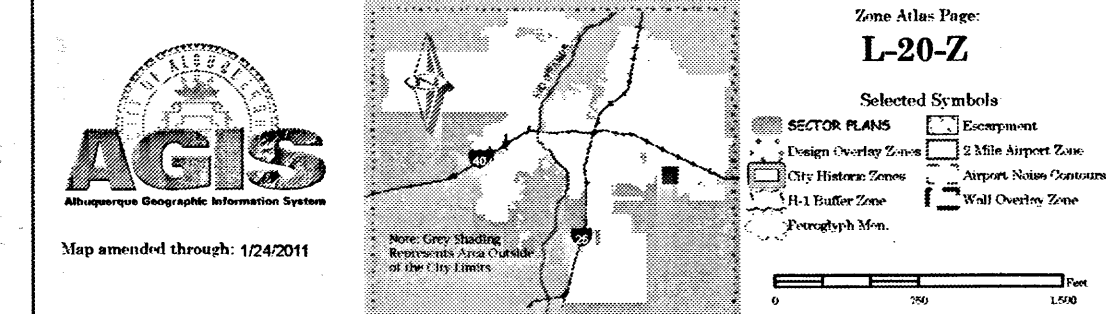 CITY OF ALBUQUERQUE
AGIS
Albuquerque Geographic Information System
Map amended through: 1/24/2011
40
25
Note: Grey Shading
Represents Area Outside
of the City Limits
Zone Atlas Page:
L-20-Z
Selected Symbols
SECTOR PLANS
Escarpment
Design Overlay Zones
2 Mile Airport Zone
City Historic Zones
Airport Noise Contours
H-1 Buffer Zone
Wall Overlay Zone
Petroglyph Mon.
Feet
0
750
1,500